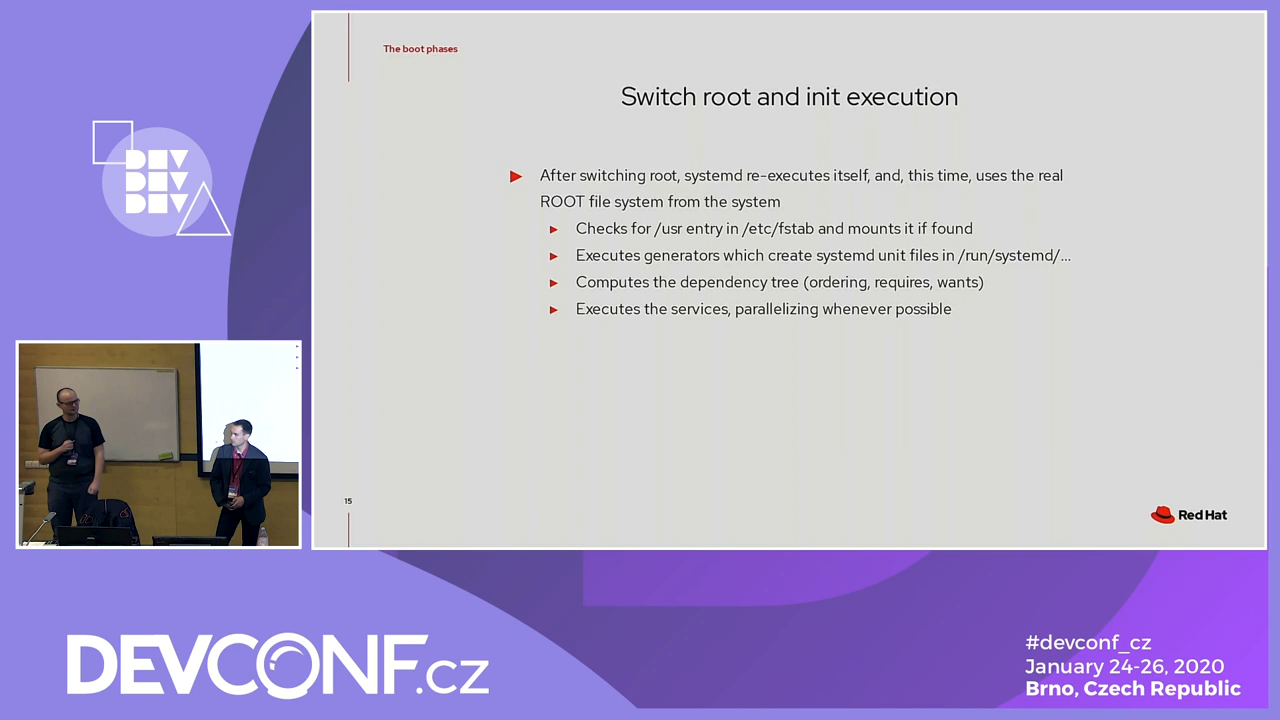 The boot phases
Switch root and init execution
After switching root, systemd re-executes itself, and, this time, uses the real
ROOT file system from the system
Checks for /usr entry in /etc/fstab and mounts it if found
Executes generators which create systemd unit files in /run/systemd/...
Computes the dependency tree (ordering, requires, wants)
Executes the services, parallelizing whenever possible
15
Red Hat
DEV
DEV
DEV
DEVCONF.cz
#devconf_cz
January 24-26, 2020
Brno, Czech Republic